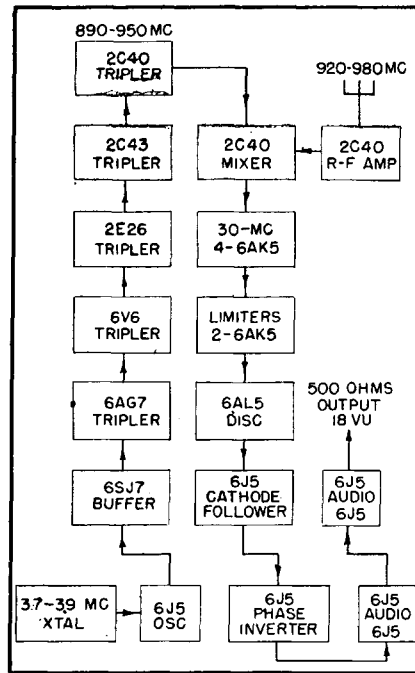 890-950 MC
2C40
TRIPLER
920-980 MC
2C43
TRIPLER
2C40
MIXER
2C40
R-F AMP
2E26
TRIPLER
30-MC
4-6AK5
6V6
TRIPLER
LIMITERS
2-6AK5
6AG7
TRIPLER
6AL5
DISC
500 OHMS
OUTPUT
18 VU
6SJ7
BUFFER
6J5
CATHODE
FOLLOWER
6J5
AUDIO
6J5
3.7-3.9 MC
XTAL
6J5
OSC
6J5
PHASE
INVERTER
6J5
AUDIO
6J5